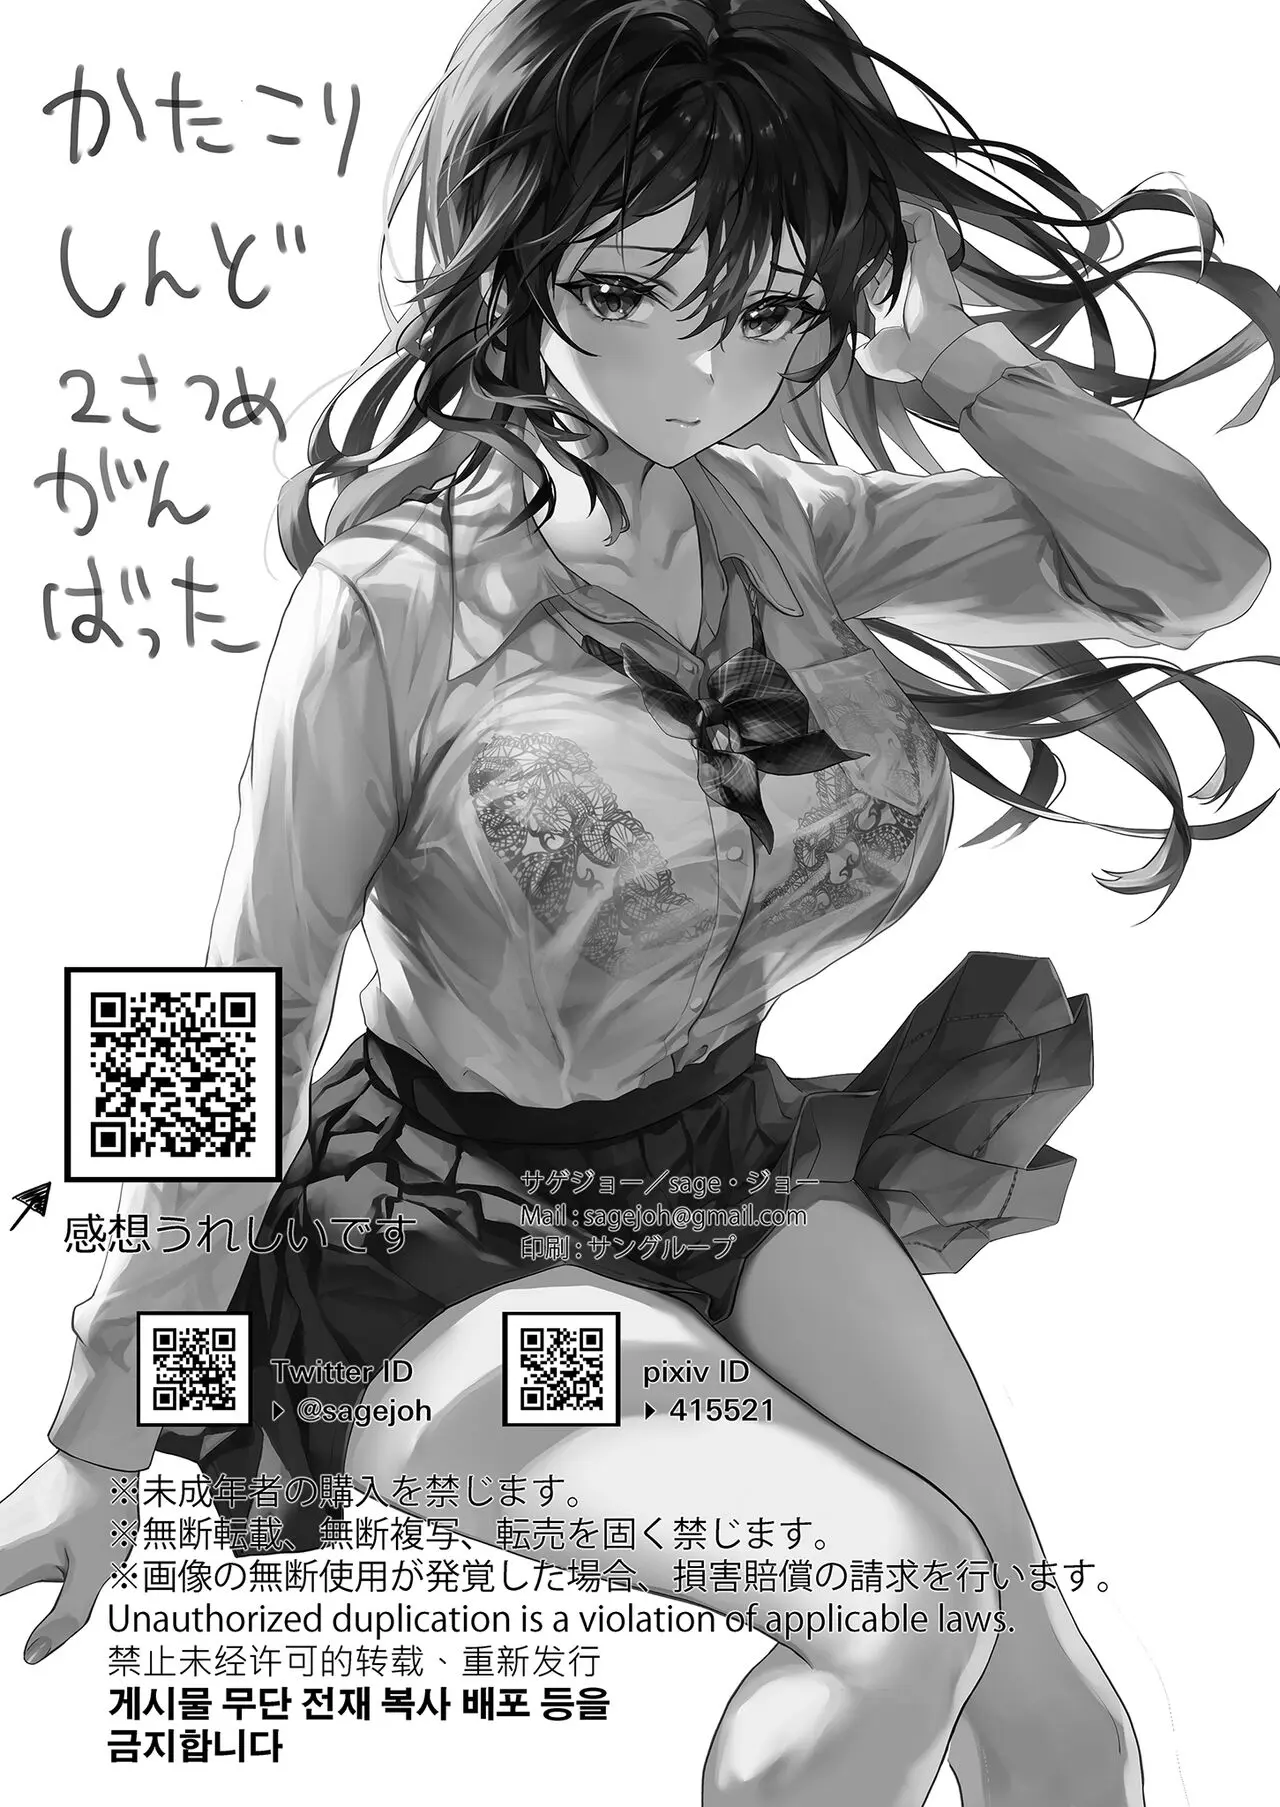 かたこり
しんど
2さつめ
がん
ばった
感想うれしいです
サゲジョー／sage・ジョー
Mail : sagejoh@gmail.com
印刷 : サングループ
Twitter ID
@sagejoh
pixiv ID
415521
※未成年者の購入を禁じます。
※無断転載、無断複写、転売を固く禁じます。
※画像の無断使用が発覚した場合、損害賠償の請求を行います。
Unauthorized duplication is a violation of applicable laws.
禁止未经许可的转载、重新发行
게시물 무단 전재 복사 배포 등을
금지합니다